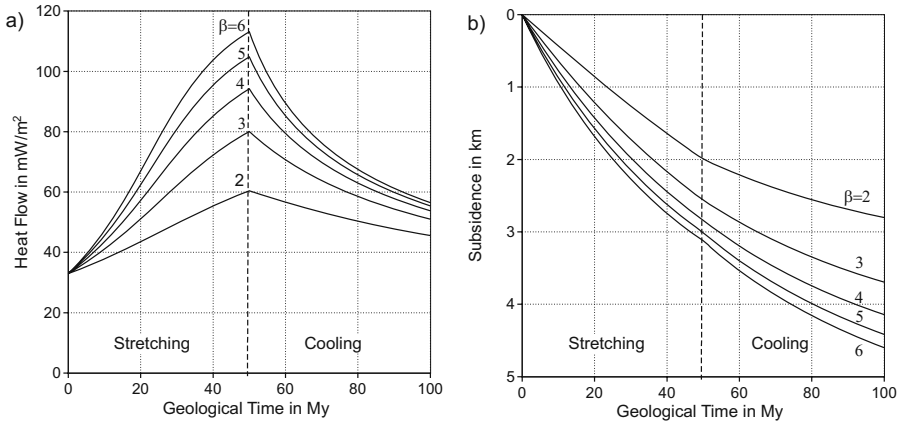 a)
Heat Flow in mW/m²
120
100
80
60
40
20
0
β=6
5
4
3
2
Stretching
Cooling
0 20 40 60 80 100
Geological Time in My
b)
Subsidence in km
0
1
2
3
4
5
β=2
3
4
5
6
Stretching
Cooling
0 20 40 60 80 100
Geological Time in My